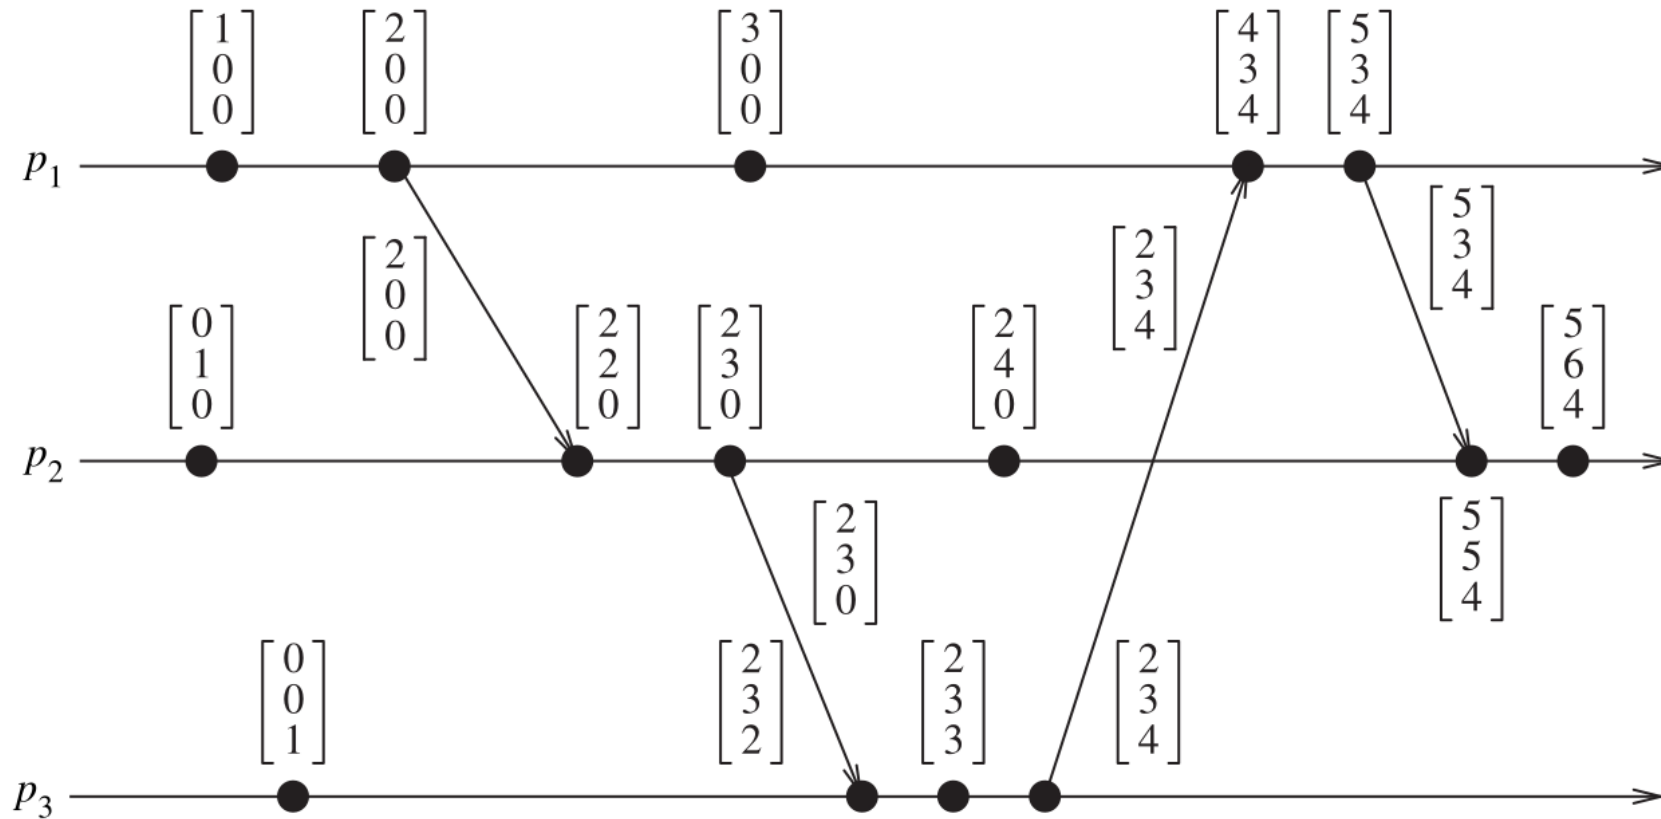 [1 0 0] [2 0 0] [3 0 0] [4 3 4] [5 3 4]
p₁
[2 0 0] [2 3 4] [5 3 4]
[0 1 0] [2 2 0] [2 3 0] [2 4 0] [5 6 4]
p₂
[2 3 0] [5 5 4]
[0 0 1] [2 3 2] [2 3 3] [2 3 4]
p₃